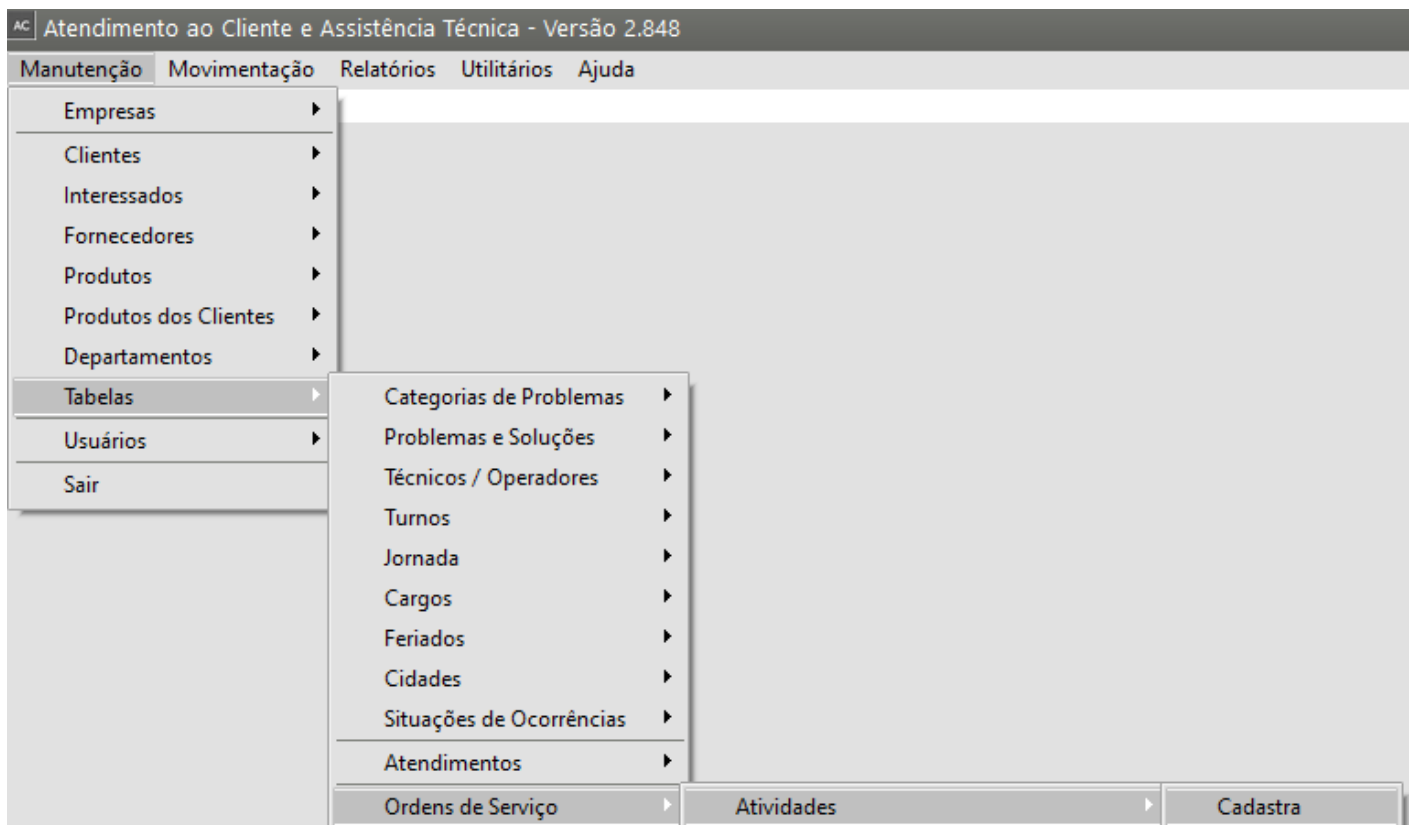 AC Atendimento ao Cliente e Assistência Técnica - Versão 2.848
Manutenção Movimentação Relatórios Utilitários Ajuda
Empresas
Clientes
Interessados
Fornecedores
Produtos
Produtos dos Clientes
Departamentos
Tabelas
Usuários
Sair
Categorias de Problemas
Problemas e Soluções
Técnicos / Operadores
Turnos
Jornada
Cargos
Feriados
Cidades
Situações de Ocorrências
Atendimentos
Ordens de Serviço
Atividades
Cadastra